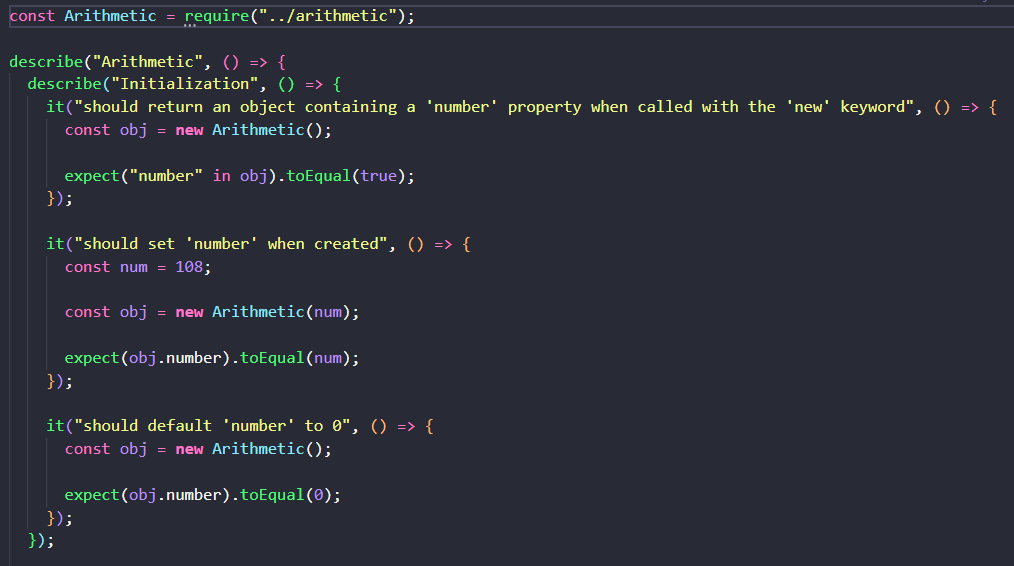 const Arithmetic = require("../arithmetic");
describe("Arithmetic", () => {
describe("Initialization", () => {
it("should return an object containing a 'number' property when called with the 'new' keyword", () => {
const obj = new Arithmetic();
expect("number" in obj).toEqual(true);
});
it("should set 'number' when created", () => {
const num = 108;
const obj = new Arithmetic(num);
expect(obj.number).toEqual(num);
});
it("should default 'number' to 0", () => {
const obj = new Arithmetic();
expect(obj.number).toEqual(0);
});
});